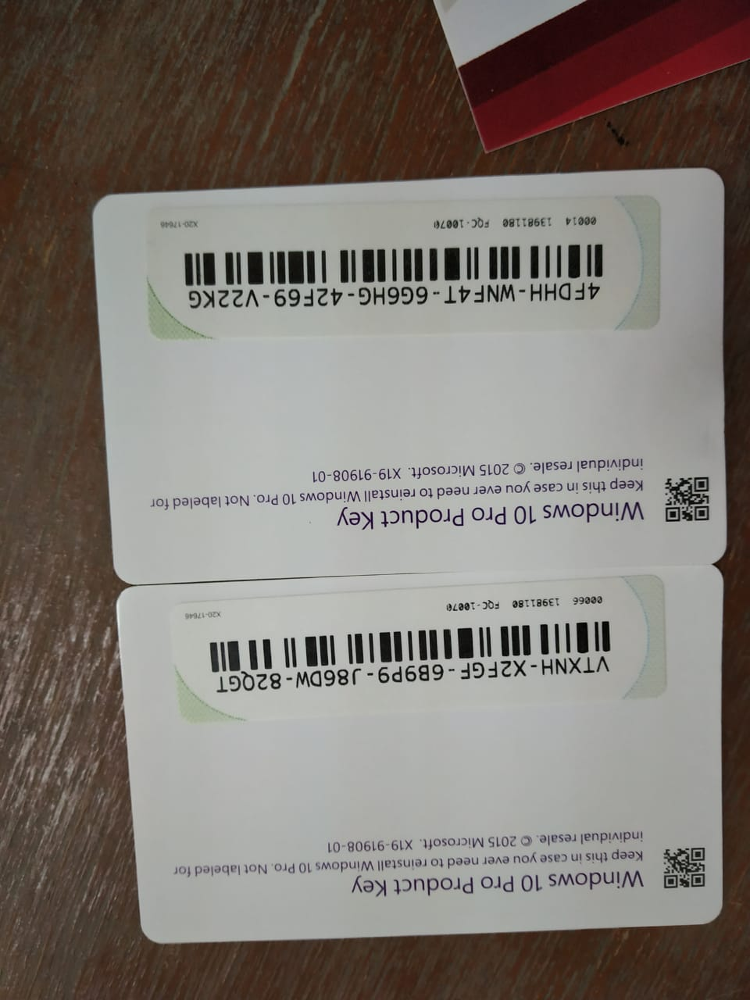 Windows 10 Pro Product Key
Keep this in case you ever need to reinstall Windows 10 Pro. Not labeled for
individual resale. © 2015 Microsoft. X19-91908-01
VTXNH-X2FGF-6B9P9-J86DW-82QGT
00066 13981180 FQC-10070
X20-17646
Windows 10 Pro Product Key
Keep this in case you ever need to reinstall Windows 10 Pro. Not labeled for
individual resale. © 2015 Microsoft. X19-91908-01
4FDHH-WNF4T-6G6HG-42F69-V22KG
00014 13981180 FQC-10070
X20-17646